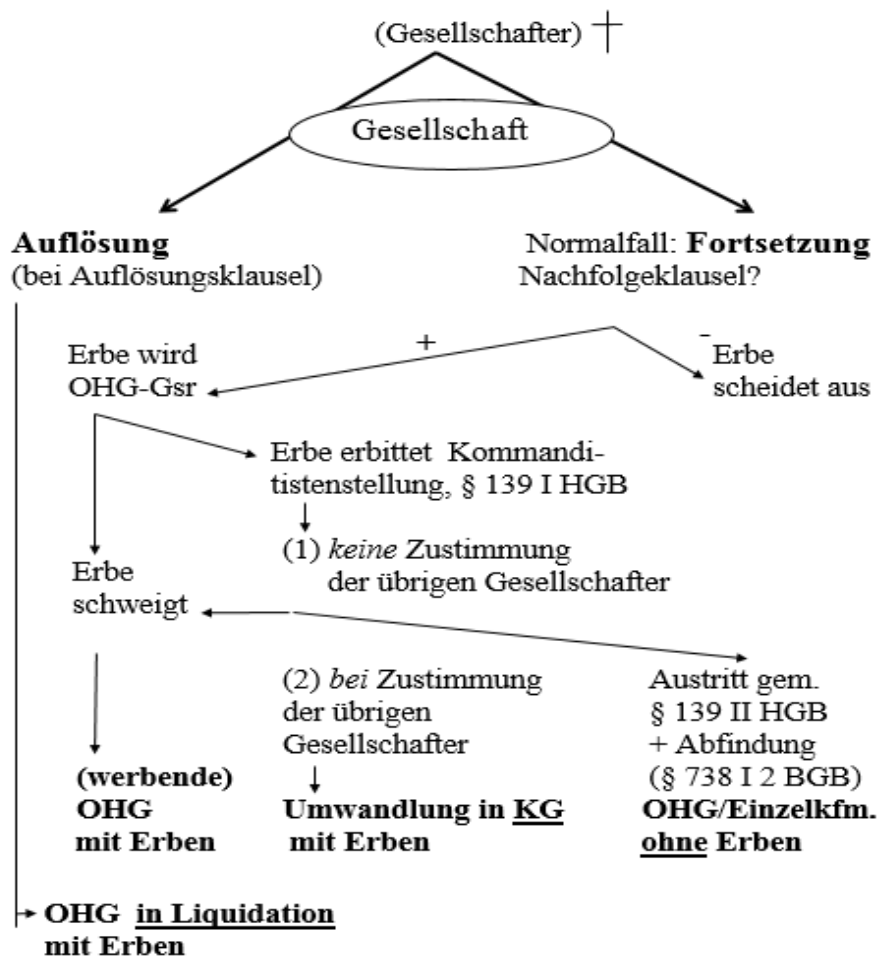 (Gesellschafter) †
Gesellschaft
Auflösung
(bei Auflösungsklausel)
Normalfall: Fortsetzung
Nachfolgeklausel?
+
-
Erbe wird
OHG-Gsr
Erbe
scheidet aus
Erbe erbittet Kommandi-
tistenstellung, § 139 I HGB
(1) keine Zustimmung
der übrigen Gesellschafter
Erbe
schweigt
(2) bei Zustimmung
der übrigen
Gesellschafter
Austritt gem.
§ 139 II HGB
+ Abfindung
(§ 738 I 2 BGB)
(werbende)
OHG
mit Erben
Umwandlung in KG
mit Erben
OHG/Einzelkfm.
ohne Erben
OHG in Liquidation
mit Erben